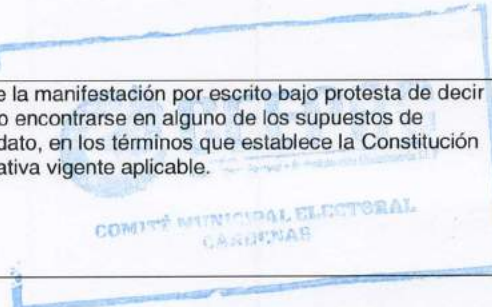 e la manifestación por escrito bajo protesta de decir
o encontrarse en alguno de los supuestos de
dato, en los términos que establece la Constitución
ativa vigente aplicable.
COMITÉ MUNICIPAL ELECTORAL
CÁRDENAS